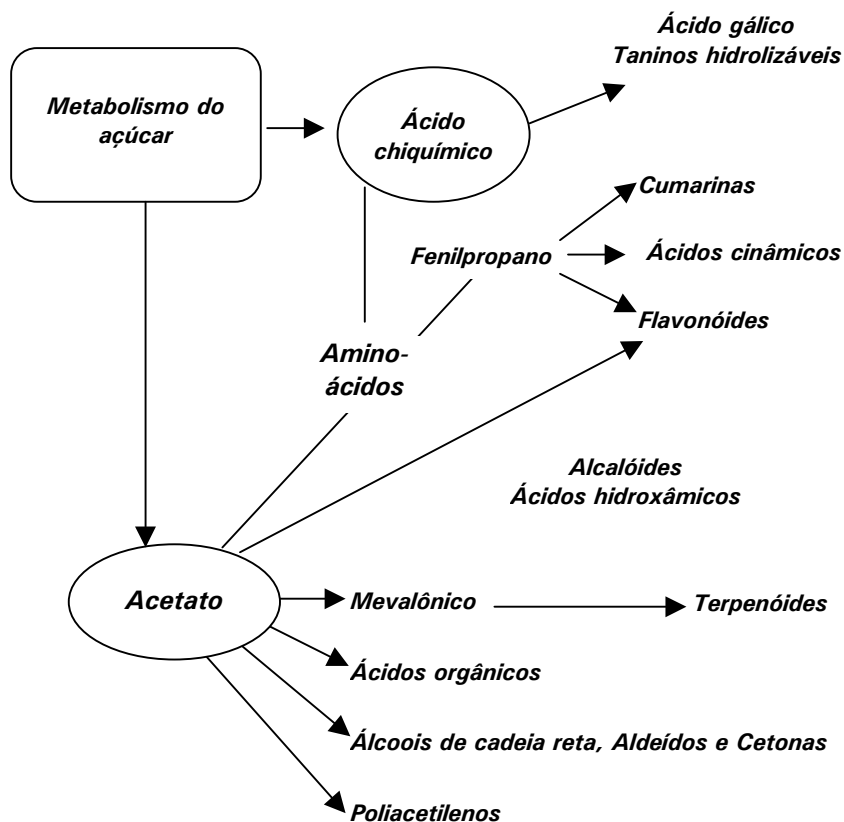 Ácido gálico
Taninos hidrolizáveis
Metabolismo do
açúcar
Ácido
chiquímico
Cumarinas
Fenilpropano
Ácidos cinâmicos
Flavonóides
Amino-
ácidos
Alcalóides
Ácidos hidroxâmicos
Acetato
Mevalônico
Terpenóides
Ácidos orgânicos
Álcoois de cadeia reta, Aldeídos e Cetonas
Poliacetilenos